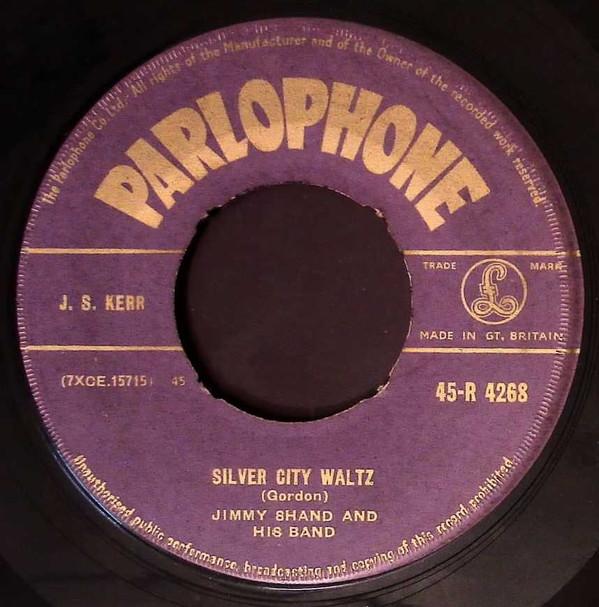 the Parlophone Co Ltd. All rights of the Manufacturer and of the Owner of the recorded work reserved.
PARLOPHONE
TRADE MARK
£
J. S. KERR
MADE IN GT. BRITAIN
(7XCE.15715) 45
45-R 4268
SILVER CITY WALTZ
(Gordon)
JIMMY SHAND AND
HIS BAND
Unauthorised public performance, broadcasting and copying of this record prohibited.